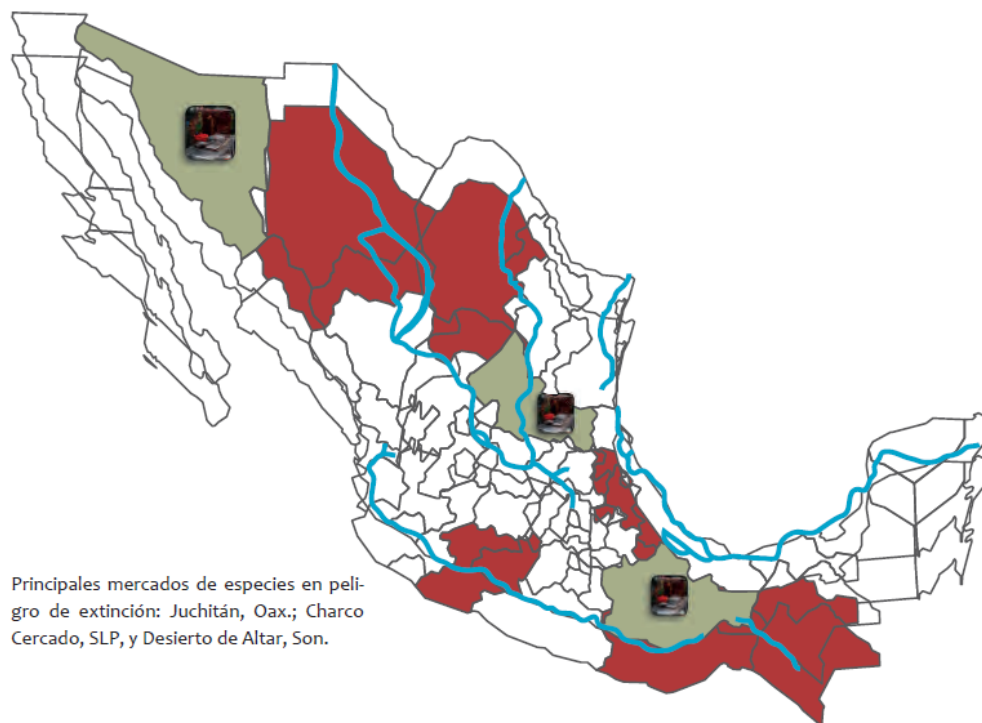 Principales mercados de especies en peli-
gro de extinción: Juchitán, Oax.; Charco
Cercado, SLP, y Desierto de Altar, Son.